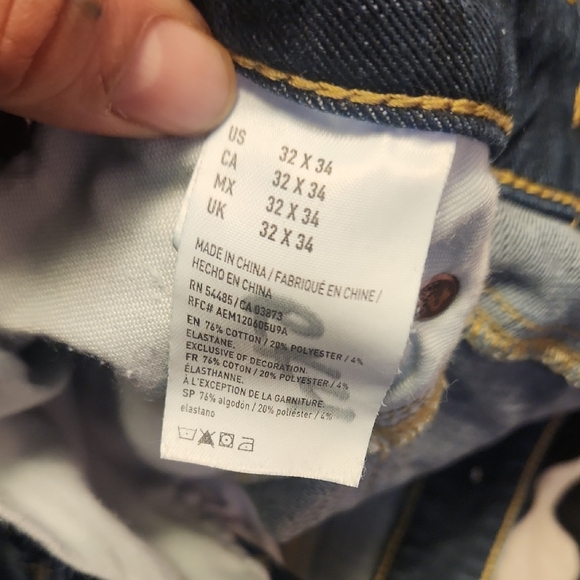 US 32 X 34
CA 32 X 34
MX 32 X 34
UK 32 X 34
MADE IN CHINA / FABRIQUÉ EN CHINE /
HECHO EN CHINA
RN 54485 / CA 03873
RFC# AEM120605U9A
EN 76% COTTON / 20% POLYESTER / 4%
ELASTANE.
EXCLUSIVE OF DECORATION.
FR 76% COTON / 20% POLYESTER / 4%
ÉLASTHANNE.
À L'EXCEPTION DE LA GARNITURE.
SP 76% algodón / 20% poliéster / 4%
elastano